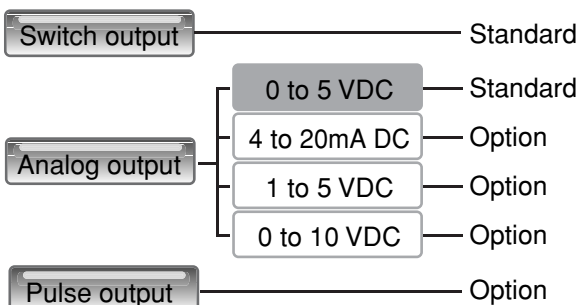 Switch output Standard
0 to 5 VDC Standard
4 to 20mA DC Option
Analog output
1 to 5 VDC Option
0 to 10 VDC Option
Pulse output Option